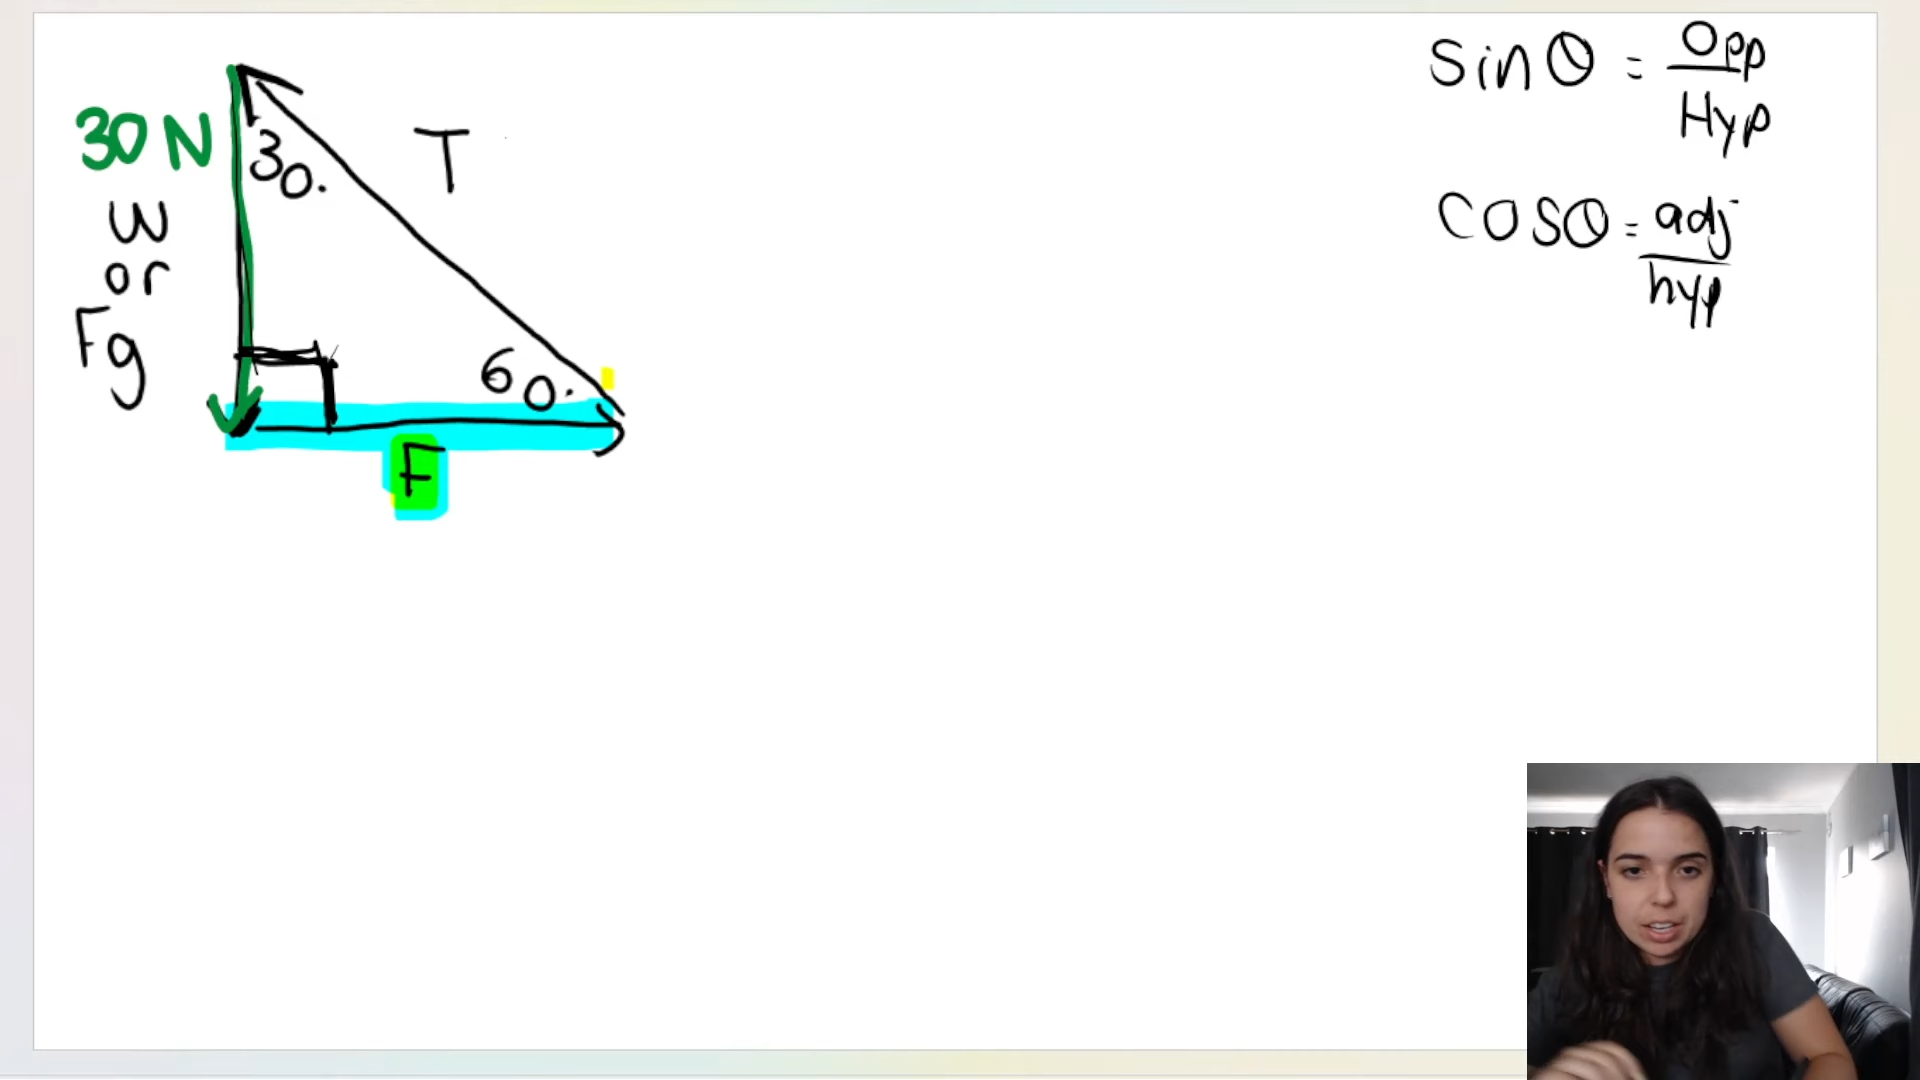 30 N
W
or
Fg
30°
T
60°
F
Sin θ = Opp
Hyp
cos θ = adj
hyp